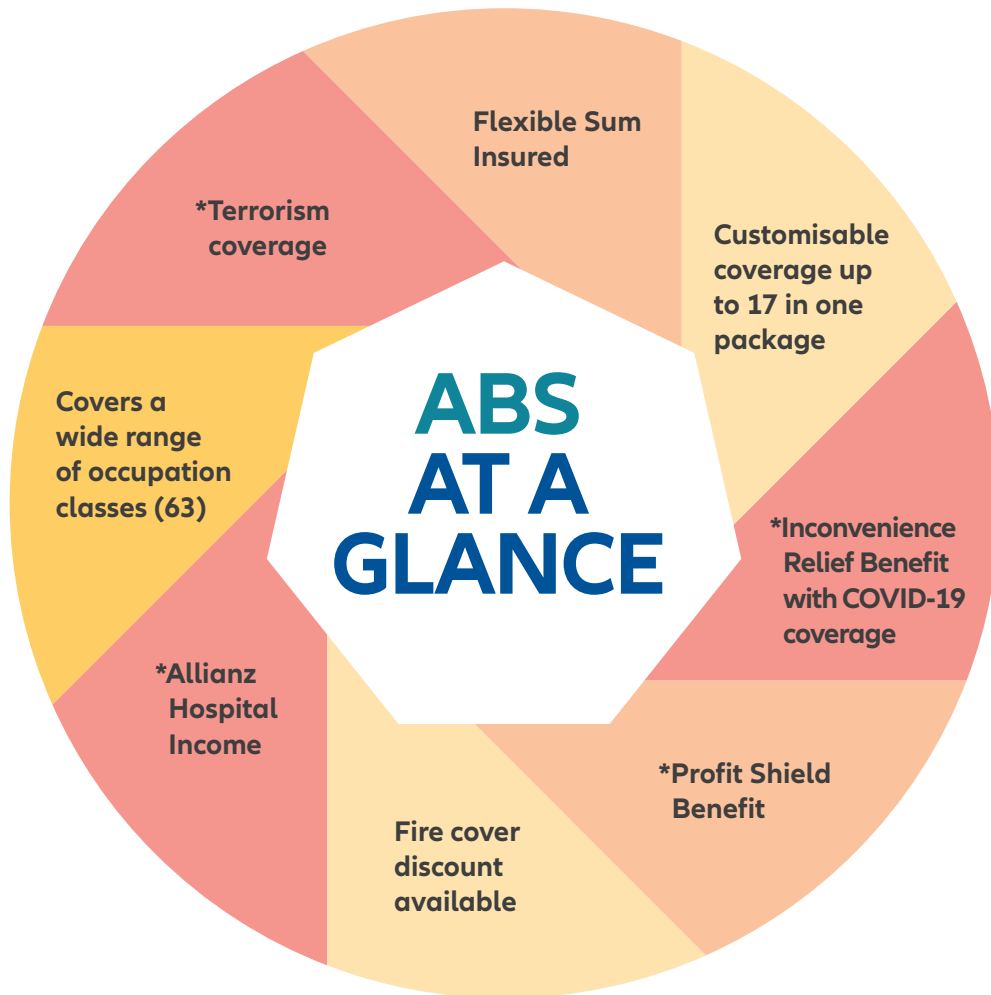 Flexible Sum
Insured
Customisable
coverage up
to 17 in one
package
*Inconvenience
Relief Benefit
with COVID-19
coverage
*Profit Shield
Benefit
Fire cover
discount
available
*Allianz
Hospital
Income
Covers a
wide range
of occupation
classes (63)
*Terrorism
coverage
ABS
AT A
GLANCE